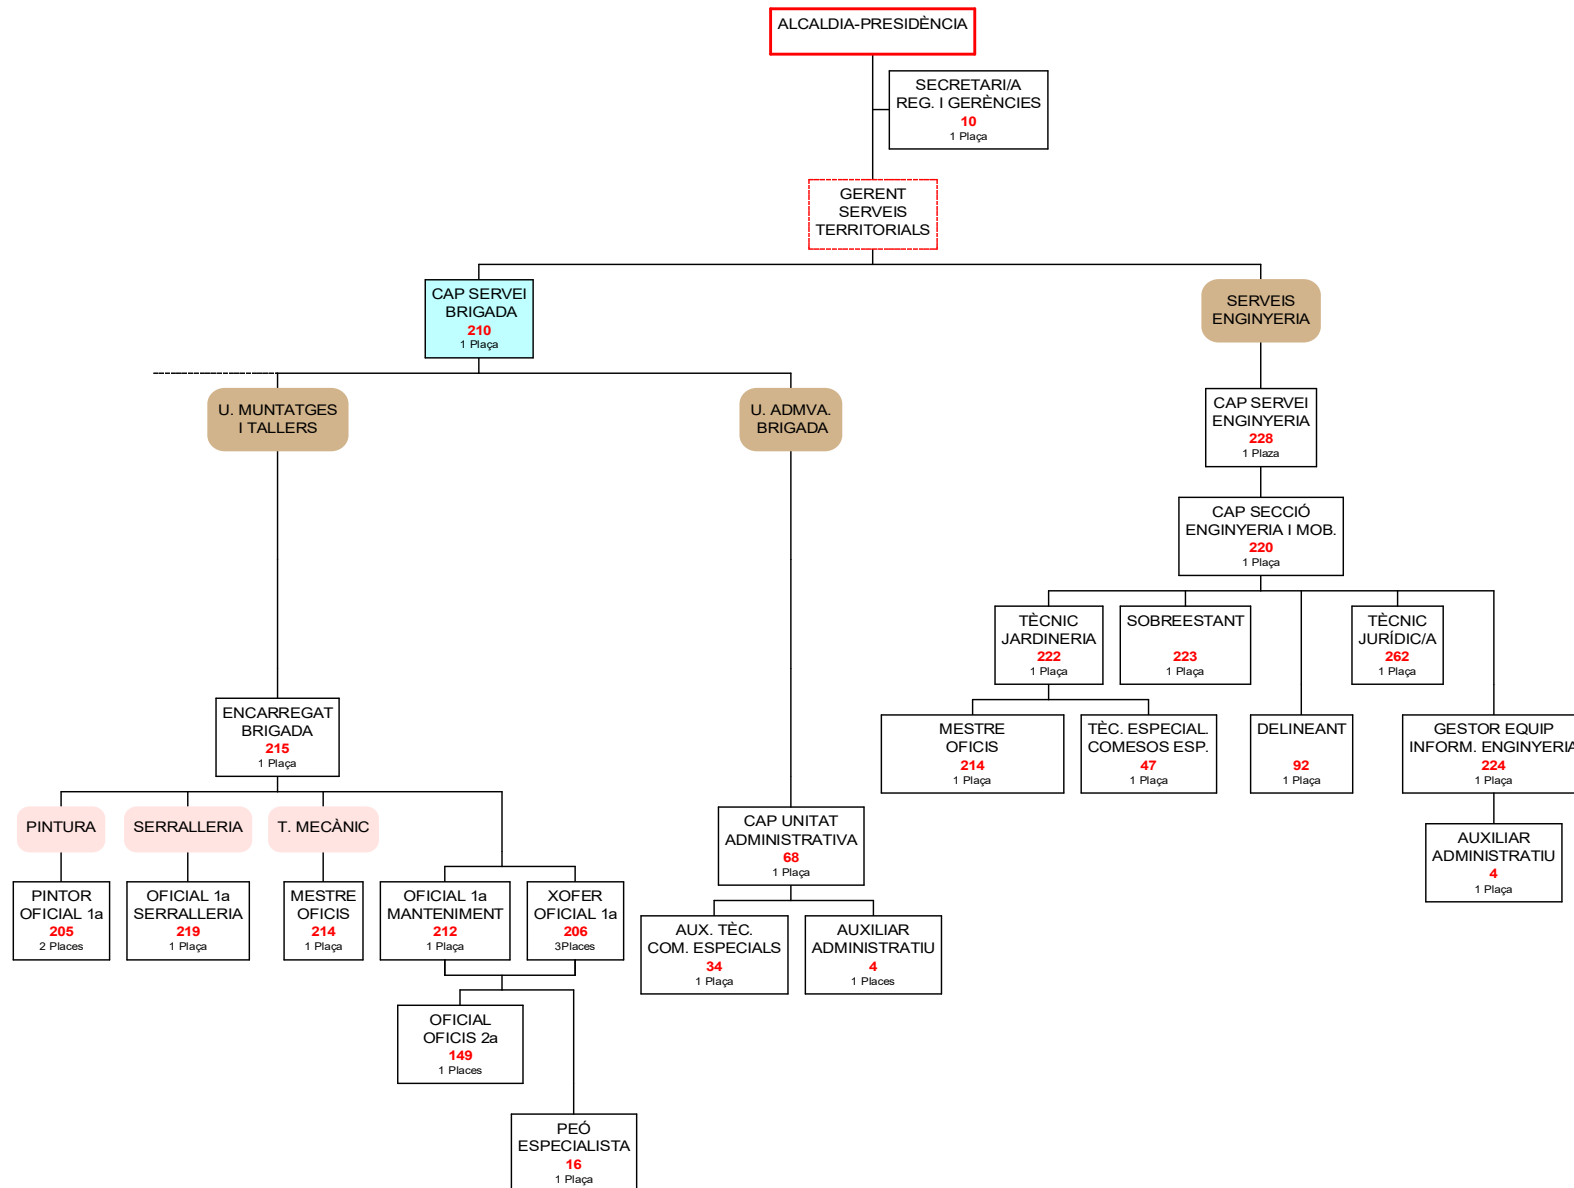 ALCALDIA-PRESIDÈNCIA
SECRETARI/A
REG. I GERÈNCIES
10
1 Plaça
GERENT
SERVEIS
TERRITORIALS
CAP SERVEI
BRIGADA
210
1 Plaça
SERVEIS
ENGINYERIA
U. MUNTATGES
I TALLERS
U. ADMVA.
BRIGADA
CAP SERVEI
ENGINYERIA
228
1 Plaza
CAP SECCIÓ
ENGINYERIA I MOB.
220
1 Plaça
TÈCNIC
JARDINERIA
222
1 Plaça
SOBREESTANT
223
1 Plaça
TÈCNIC
JURÍDIC/A
262
1 Plaça
ENCARREGAT
BRIGADA
215
1 Plaça
MESTRE
OFICIS
214
1 Plaça
TÈC. ESPECIAL.
COMESOS ESP.
47
1 Plaça
DELINEANT
92
1 Plaça
GESTOR EQUIP
INFORM. ENGINYERIA
224
1 Plaça
PINTURA
SERRALLERIA
T. MECÀNIC
CAP UNITAT
ADMINISTRATIVA
68
1 Plaça
AUXILIAR
ADMINISTRATIU
4
1 Plaça
PINTOR
OFICIAL 1a
205
2 Places
OFICIAL 1a
SERRALLERIA
219
1 Plaça
MESTRE
OFICIS
214
1 Plaça
OFICIAL 1a
MANTENIMENT
212
1 Plaça
XOFER
OFICIAL 1a
206
3Places
AUX. TÈC.
COM. ESPECIALS
34
1 Plaça
AUXILIAR
ADMINISTRATIU
4
1 Places
OFICIAL
OFICIS 2a
149
1 Places
PEÓ
ESPECIALISTA
16
1 Plaça